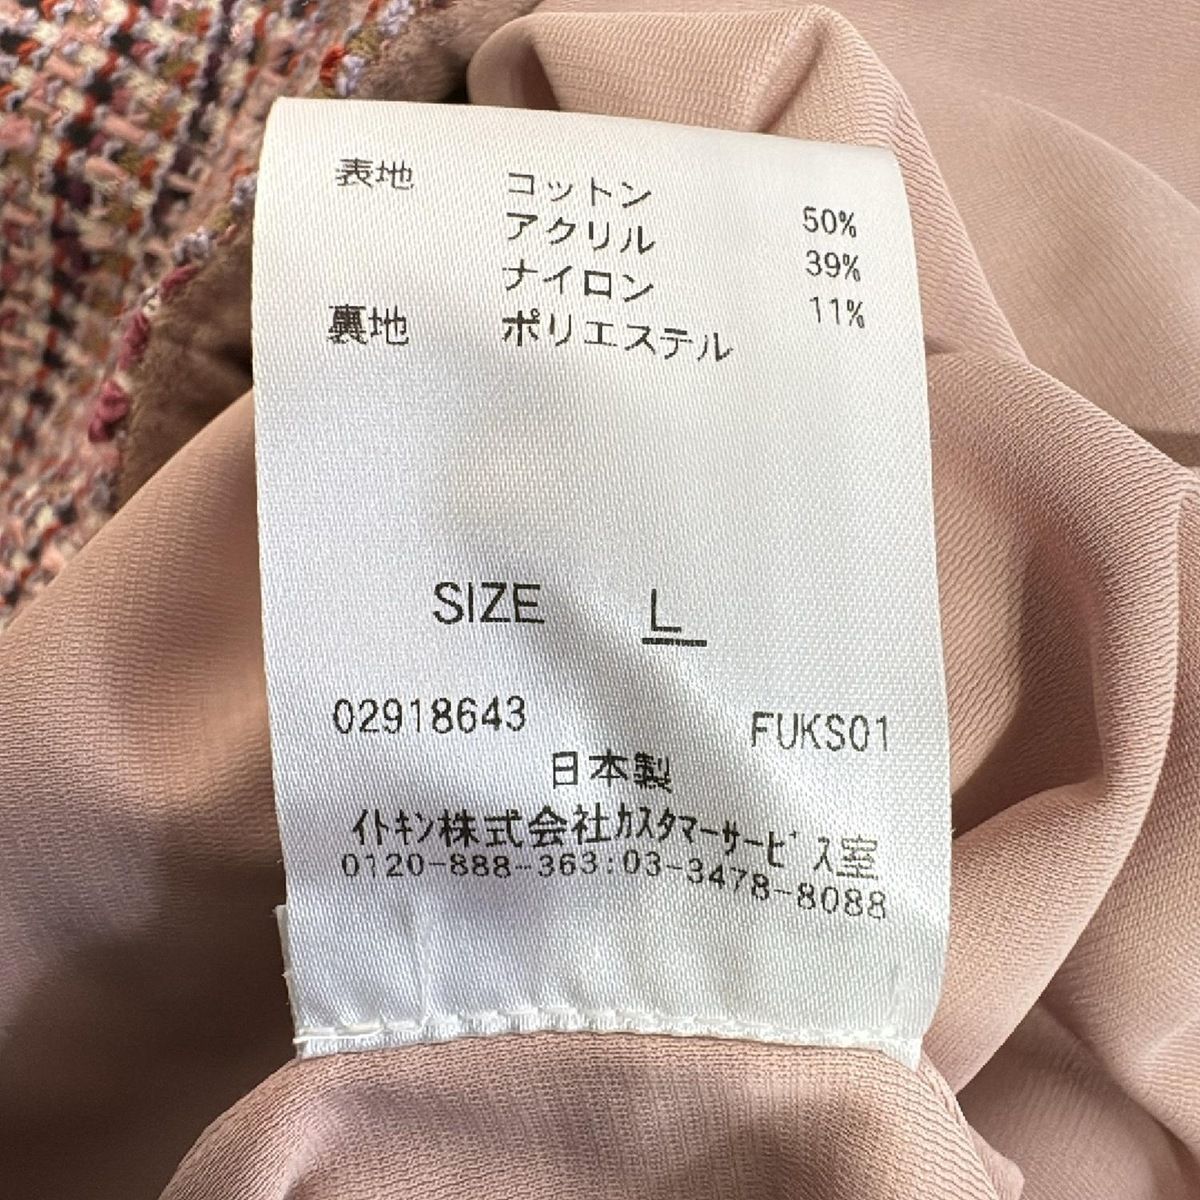 表地 コットン 50%
アクリル 39%
ナイロン 11%
裏地 ポリエステル
SIZE L
02918643 FUKS01
日本製
イトキン株式会社カスタマーサービス室
0120-888-363:03-3478-8088